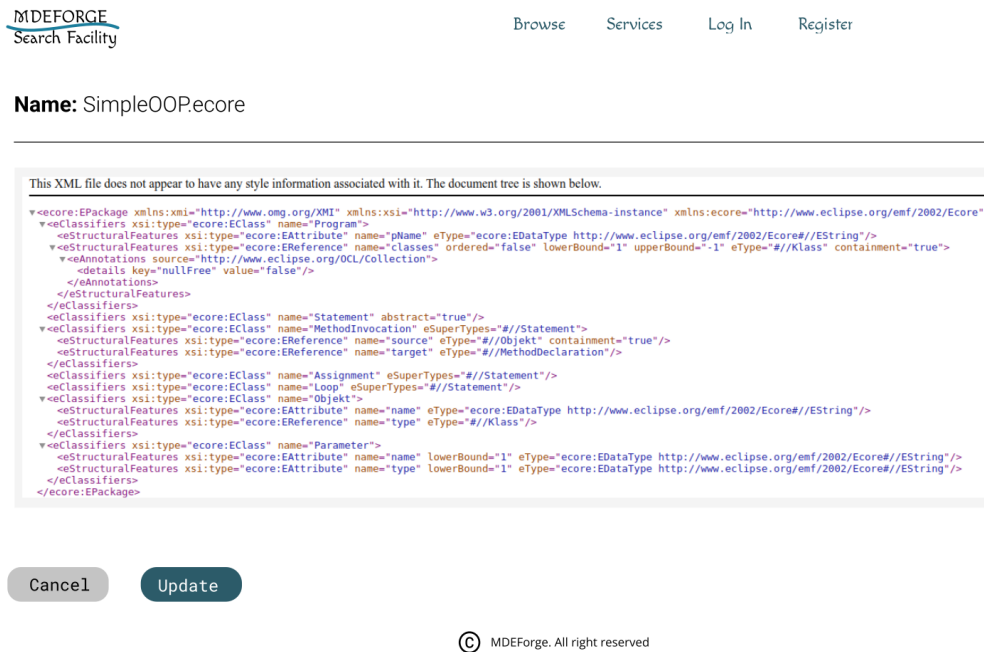 MDEFORGE
Search Facility
Browse Services Log In Register
Name: SimpleOOP.ecore
This XML file does not appear to have any style information associated with it. The document tree is shown below.
▼<ecore:EPackage xmlns:xmi="http://www.omg.org/XMI" xmlns:xsi="http://www.w3.org/2001/XMLSchema-instance" xmlns:ecore="http://www.eclipse.org/emf/2002/Ecore"
▼<eClassifiers xsi:type="ecore:EClass" name="Program">
<eStructuralFeatures xsi:type="ecore:EAttribute" name="pName" eType="ecore:EDataType http://www.eclipse.org/emf/2002/Ecore#//EString"/>
▼<eStructuralFeatures xsi:type="ecore:EReference" name="classes" ordered="false" lowerBound="1" upperBound="-1" eType="#//Klass" containment="true">
▼<eAnnotations source="http://www.eclipse.org/OCL/Collection">
<details key="nullFree" value="false"/>
</eAnnotations>
</eStructuralFeatures>
</eClassifiers>
<eClassifiers xsi:type="ecore:EClass" name="Statement" abstract="true"/>
▼<eClassifiers xsi:type="ecore:EClass" name="MethodInvocation" eSuperTypes="#//Statement">
<eStructuralFeatures xsi:type="ecore:EReference" name="source" eType="#//Objekt" containment="true"/>
<eStructuralFeatures xsi:type="ecore:EReference" name="target" eType="#//MethodDeclaration"/>
</eClassifiers>
<eClassifiers xsi:type="ecore:EClass" name="Assignment" eSuperTypes="#//Statement"/>
<eClassifiers xsi:type="ecore:EClass" name="Loop" eSuperTypes="#//Statement"/>
▼<eClassifiers xsi:type="ecore:EClass" name="Objekt">
<eStructuralFeatures xsi:type="ecore:EAttribute" name="name" eType="ecore:EDataType http://www.eclipse.org/emf/2002/Ecore#//EString"/>
<eStructuralFeatures xsi:type="ecore:EReference" name="type" eType="#//Klass"/>
</eClassifiers>
▼<eClassifiers xsi:type="ecore:EClass" name="Parameter">
<eStructuralFeatures xsi:type="ecore:EAttribute" name="name" lowerBound="1" eType="ecore:EDataType http://www.eclipse.org/emf/2002/Ecore#//EString"/>
<eStructuralFeatures xsi:type="ecore:EAttribute" name="type" lowerBound="1" eType="ecore:EDataType http://www.eclipse.org/emf/2002/Ecore#//EString"/>
</eClassifiers>
</ecore:EPackage>
Cancel Update
© MDEForge. All right reserved